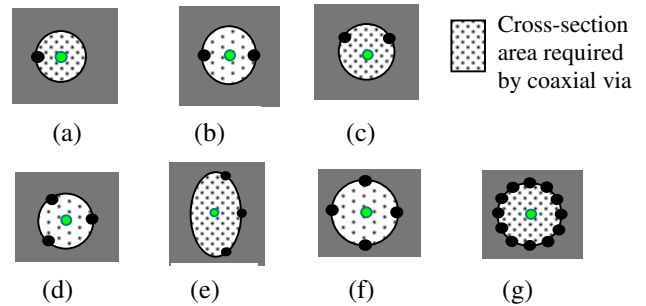 Cross-section
area required
by coaxial via
(a)
(b)
(c)
(d)
(e)
(f)
(g)